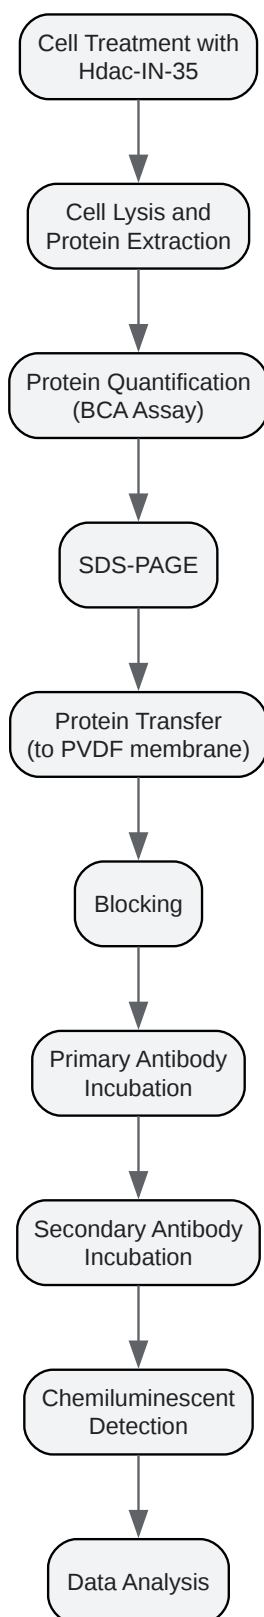 Cell Treatment with
Hdac-IN-35
Cell Lysis and
Protein Extraction
Protein Quantification
(BCA Assay)
SDS-PAGE
Protein Transfer
(to PVDF membrane)
Blocking
Primary Antibody
Incubation
Secondary Antibody
Incubation
Chemiluminescent
Detection
Data Analysis